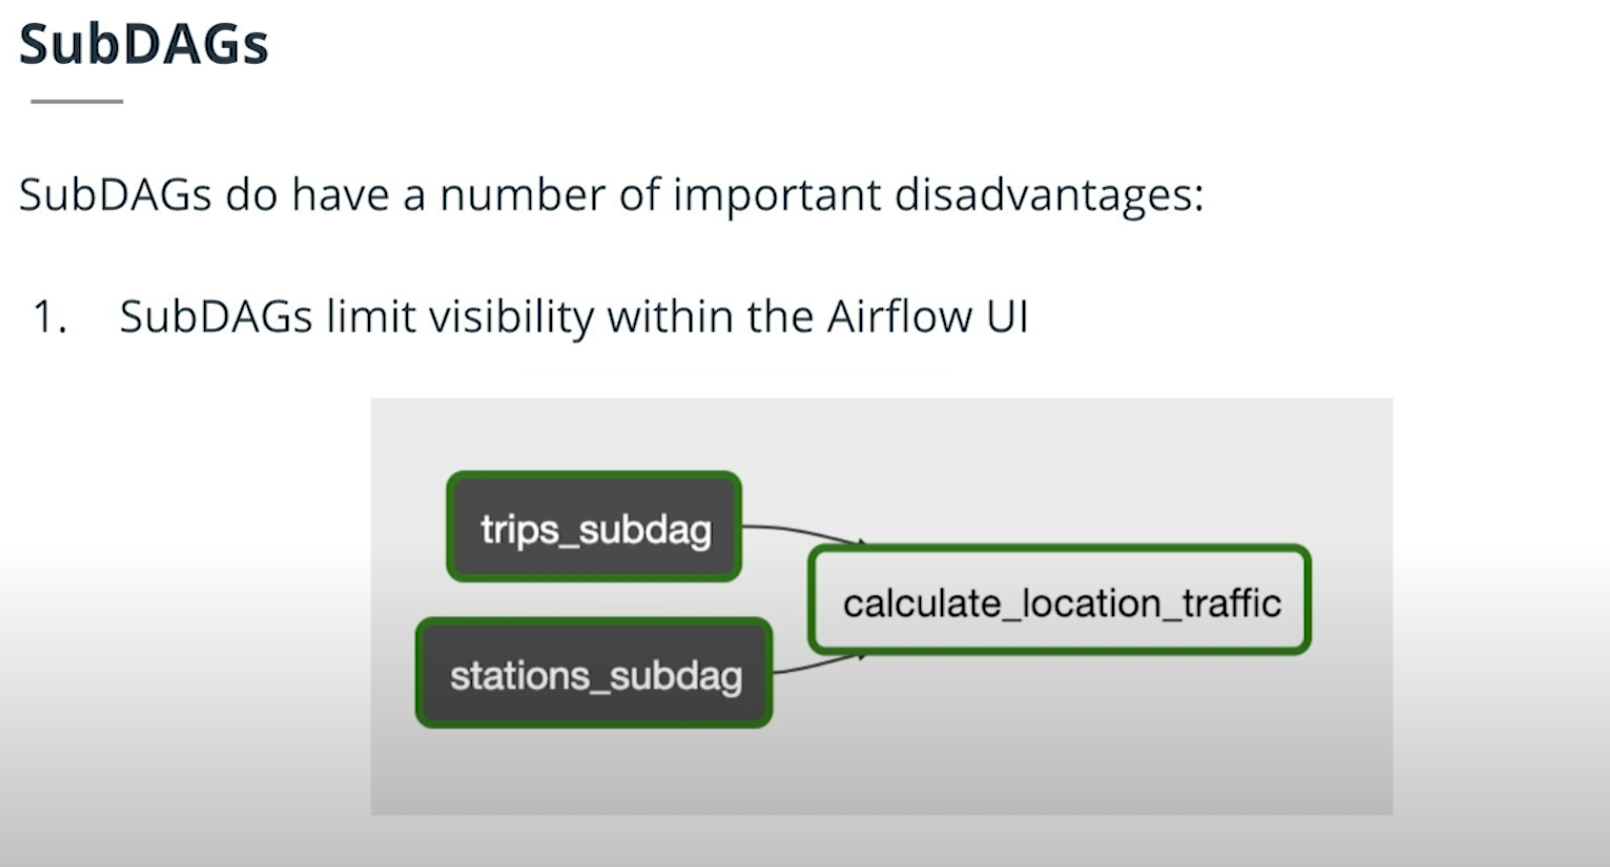 SubDAGs
SubDAGs do have a number of important disadvantages:
1. SubDAGs limit visibility within the Airflow UI
trips_subdag
calculate_location_traffic
stations_subdag